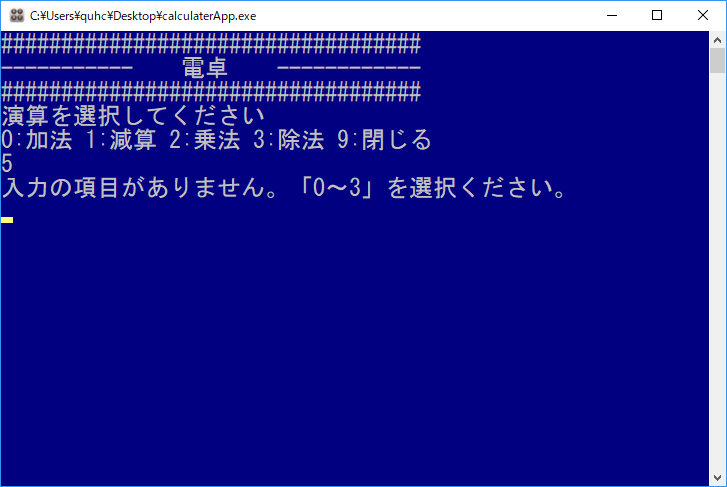 C:¥Users¥quhc¥Desktop¥calculaterApp.exe
###################################
-----------    電卓    ------------
###################################
演算を選択してください
0:加法 1:減算 2:乗法 3:除法 9:閉じる
5
入力の項目がありません。「0～3」を選択ください。